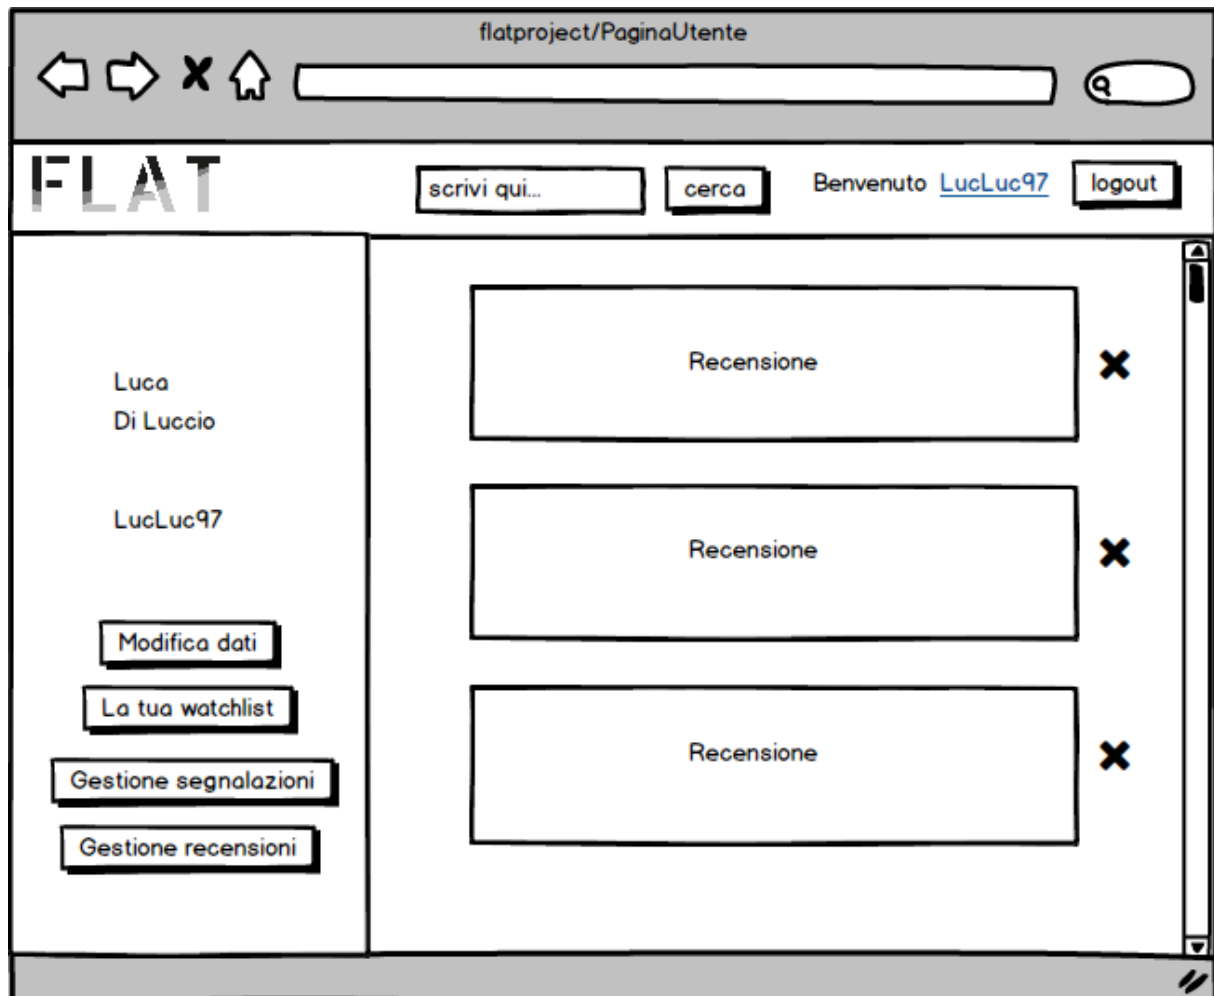 flatproject/PaginaUtente
FLAT
scrivi qui...
cerca
Benvenuto LucLuc97
logout
Luca
Di Luccio
LucLuc97
Modifica dati
La tua watchlist
Gestione segnalazioni
Gestione recensioni
Recensione
Recensione
Recensione